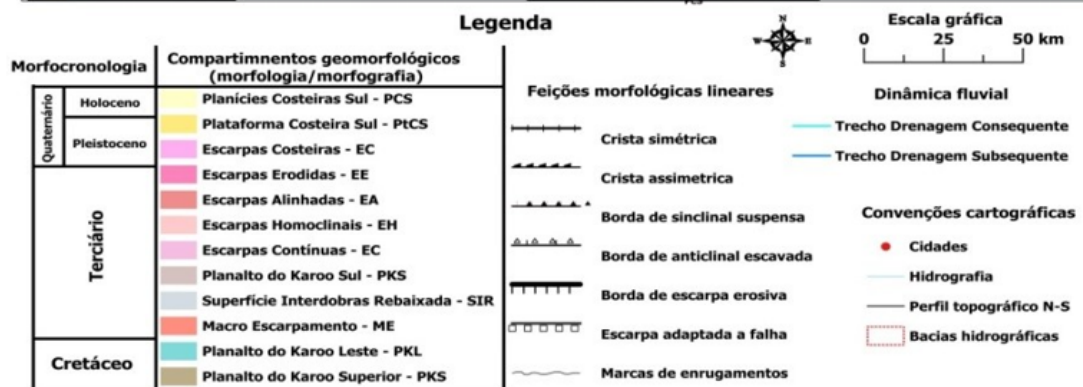 PCS
Legenda
N
W
E
S
Escala gráfica
0 25 50 km
Morfocronologia
Compartimnentos geomorfológicos
(morfologia/morfografia)
Quaternário
Holoceno
Pleistoceno
Terciário
Cretáceo
Planícies Costeiras Sul - PCS
Plataforma Costeira Sul - PtCS
Escarpas Costeiras - EC
Escarpas Erodidas - EE
Escarpas Alinhadas - EA
Escarpas Homoclinais - EH
Escarpas Contínuas - EC
Planalto do Karoo Sul - PKS
Superfície Interdobras Rebaixada - SIR
Macro Escarpamento - ME
Planalto do Karoo Leste - PKL
Planalto do Karoo Superior - PKS
Feições morfológicas lineares
Crista simétrica
Crista assimetrica
Borda de sinclinal suspensa
Borda de anticlinal escavada
Borda de escarpa erosiva
Escarpa adaptada a falha
Marcas de enrugamentos
Dinâmica fluvial
Trecho Drenagem Consequente
Trecho Drenagem Subsequente
Convenções cartográficas
Cidades
Hidrografia
Perfil topográfico N-S
Bacias hidrográficas